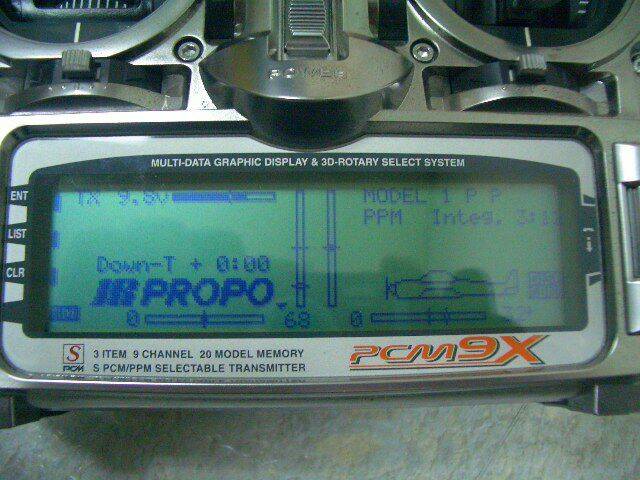 POWER
MULTI-DATA GRAPHIC DISPLAY & 3D-ROTARY SELECT SYSTEM
ENT
LIST
CLR
TX 9.8V
MODEL 1 P P
PPM Integ.
Down-T + 0:00
JR PROPO
0 68 0
S
PCM
3 ITEM 9 CHANNEL 20 MODEL MEMORY
S PCM/PPM SELECTABLE TRANSMITTER
PCM9X